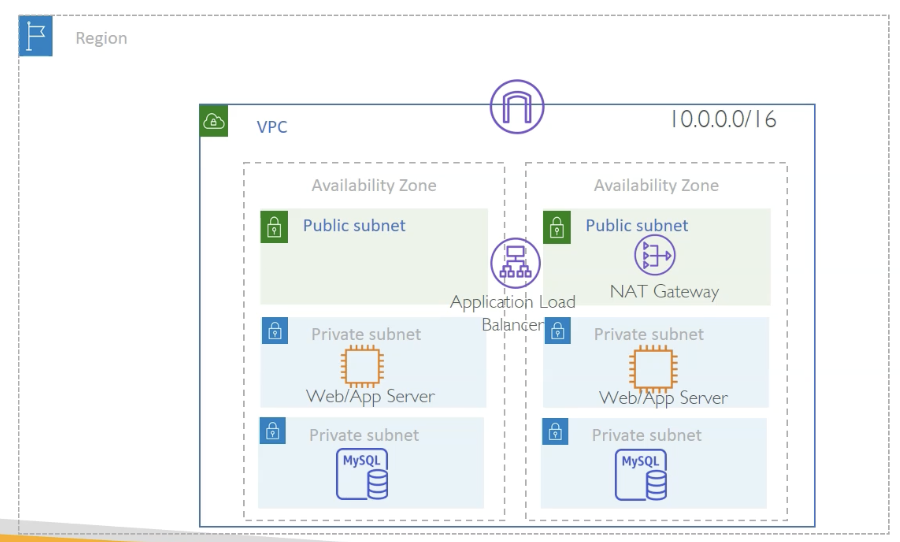 Region
VPC
10.0.0.0/16
Availability Zone
Availability Zone
Public subnet
Public subnet
NAT Gateway
Application Load
Balancer
Private subnet
Private subnet
Web/App Server
Web/App Server
Private subnet
Private subnet
MySQL
MySQL